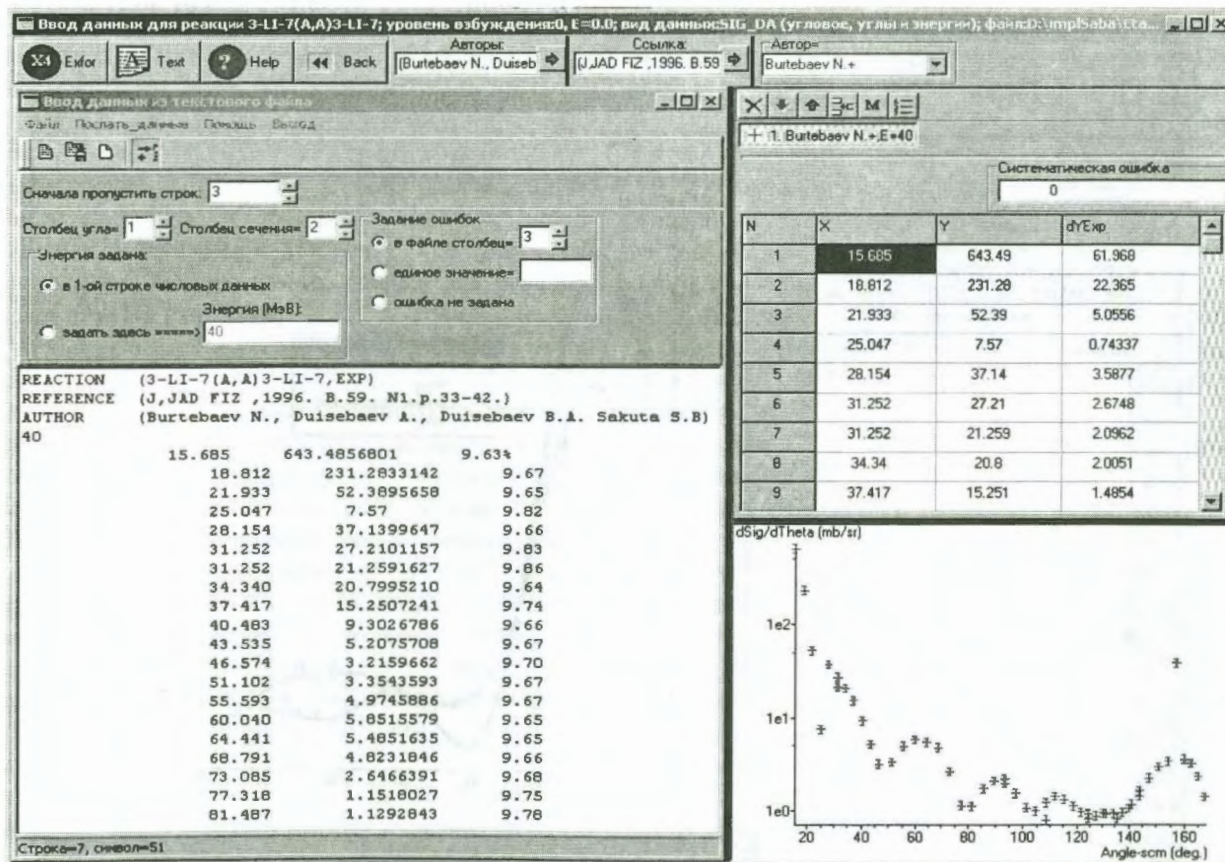 Ввод данных для реакции 3-LI-7(A,A)3-LI-7; уровень взбуждения:0, E=0.0; вид данных:SIG_DA (угловое, углы и энергии); файл:D:\impl5aba\cta...
X4 Exfor Text ? Help Back
Авторы:
(Burtebaev N., Duiseb
Ссылка:
(J,JAD FIZ ,1996. B.59
Автор=
Burtebaev N.+
Ввод данных из текстового файла
Файл Послать_данные Помощь Выход
Сначала пропустить строк: 3
Столбец угла= 1 Столбец сечения= 2
Энергия задана:
в 1-ой строке числовых данных
Энергия (МэВ):
задать здесь =====> 40
Задание ошибок
в файле столбец= 3
единое значение=
ошибка не задана
REACTION (3-LI-7(A,A)3-LI-7,EXP)
REFERENCE (J,JAD FIZ ,1996. B.59. N1.p.33-42.)
AUTHOR (Burtebaev N., Duisebaev A., Duisebaev B.A. Sakuta S.B)
40
15.685 643.4856801 9.63%
18.812 231.2833142 9.67
21.933 52.3895658 9.65
25.047 7.57 9.82
28.154 37.1399647 9.66
31.252 27.2101157 9.83
31.252 21.2591627 9.86
34.340 20.7995210 9.64
37.417 15.2507241 9.74
40.483 9.3026786 9.66
43.535 5.2075708 9.67
46.574 3.2159662 9.70
51.102 3.3543593 9.67
55.593 4.9745886 9.67
60.040 5.8515579 9.65
64.441 5.4851635 9.65
68.791 4.8231846 9.66
73.085 2.6466391 9.68
77.318 1.1518027 9.75
81.487 1.1292843 9.78
Строка=7, символ=51
1. Burtebaev N.+,E=40
Систематическая ошибка
0
N X Y dYExp
1 15.685 643.49 61.968
2 18.812 231.28 22.365
3 21.933 52.39 5.0556
4 25.047 7.57 0.74337
5 28.154 37.14 3.5877
6 31.252 27.21 2.6748
7 31.252 21.259 2.0962
8 34.34 20.8 2.0051
9 37.417 15.251 1.4854
dSig/dTheta (mb/sr)
1e2
1e1
1e0
20 40 60 80 100 120 140 160
Angle-scm (deg.)